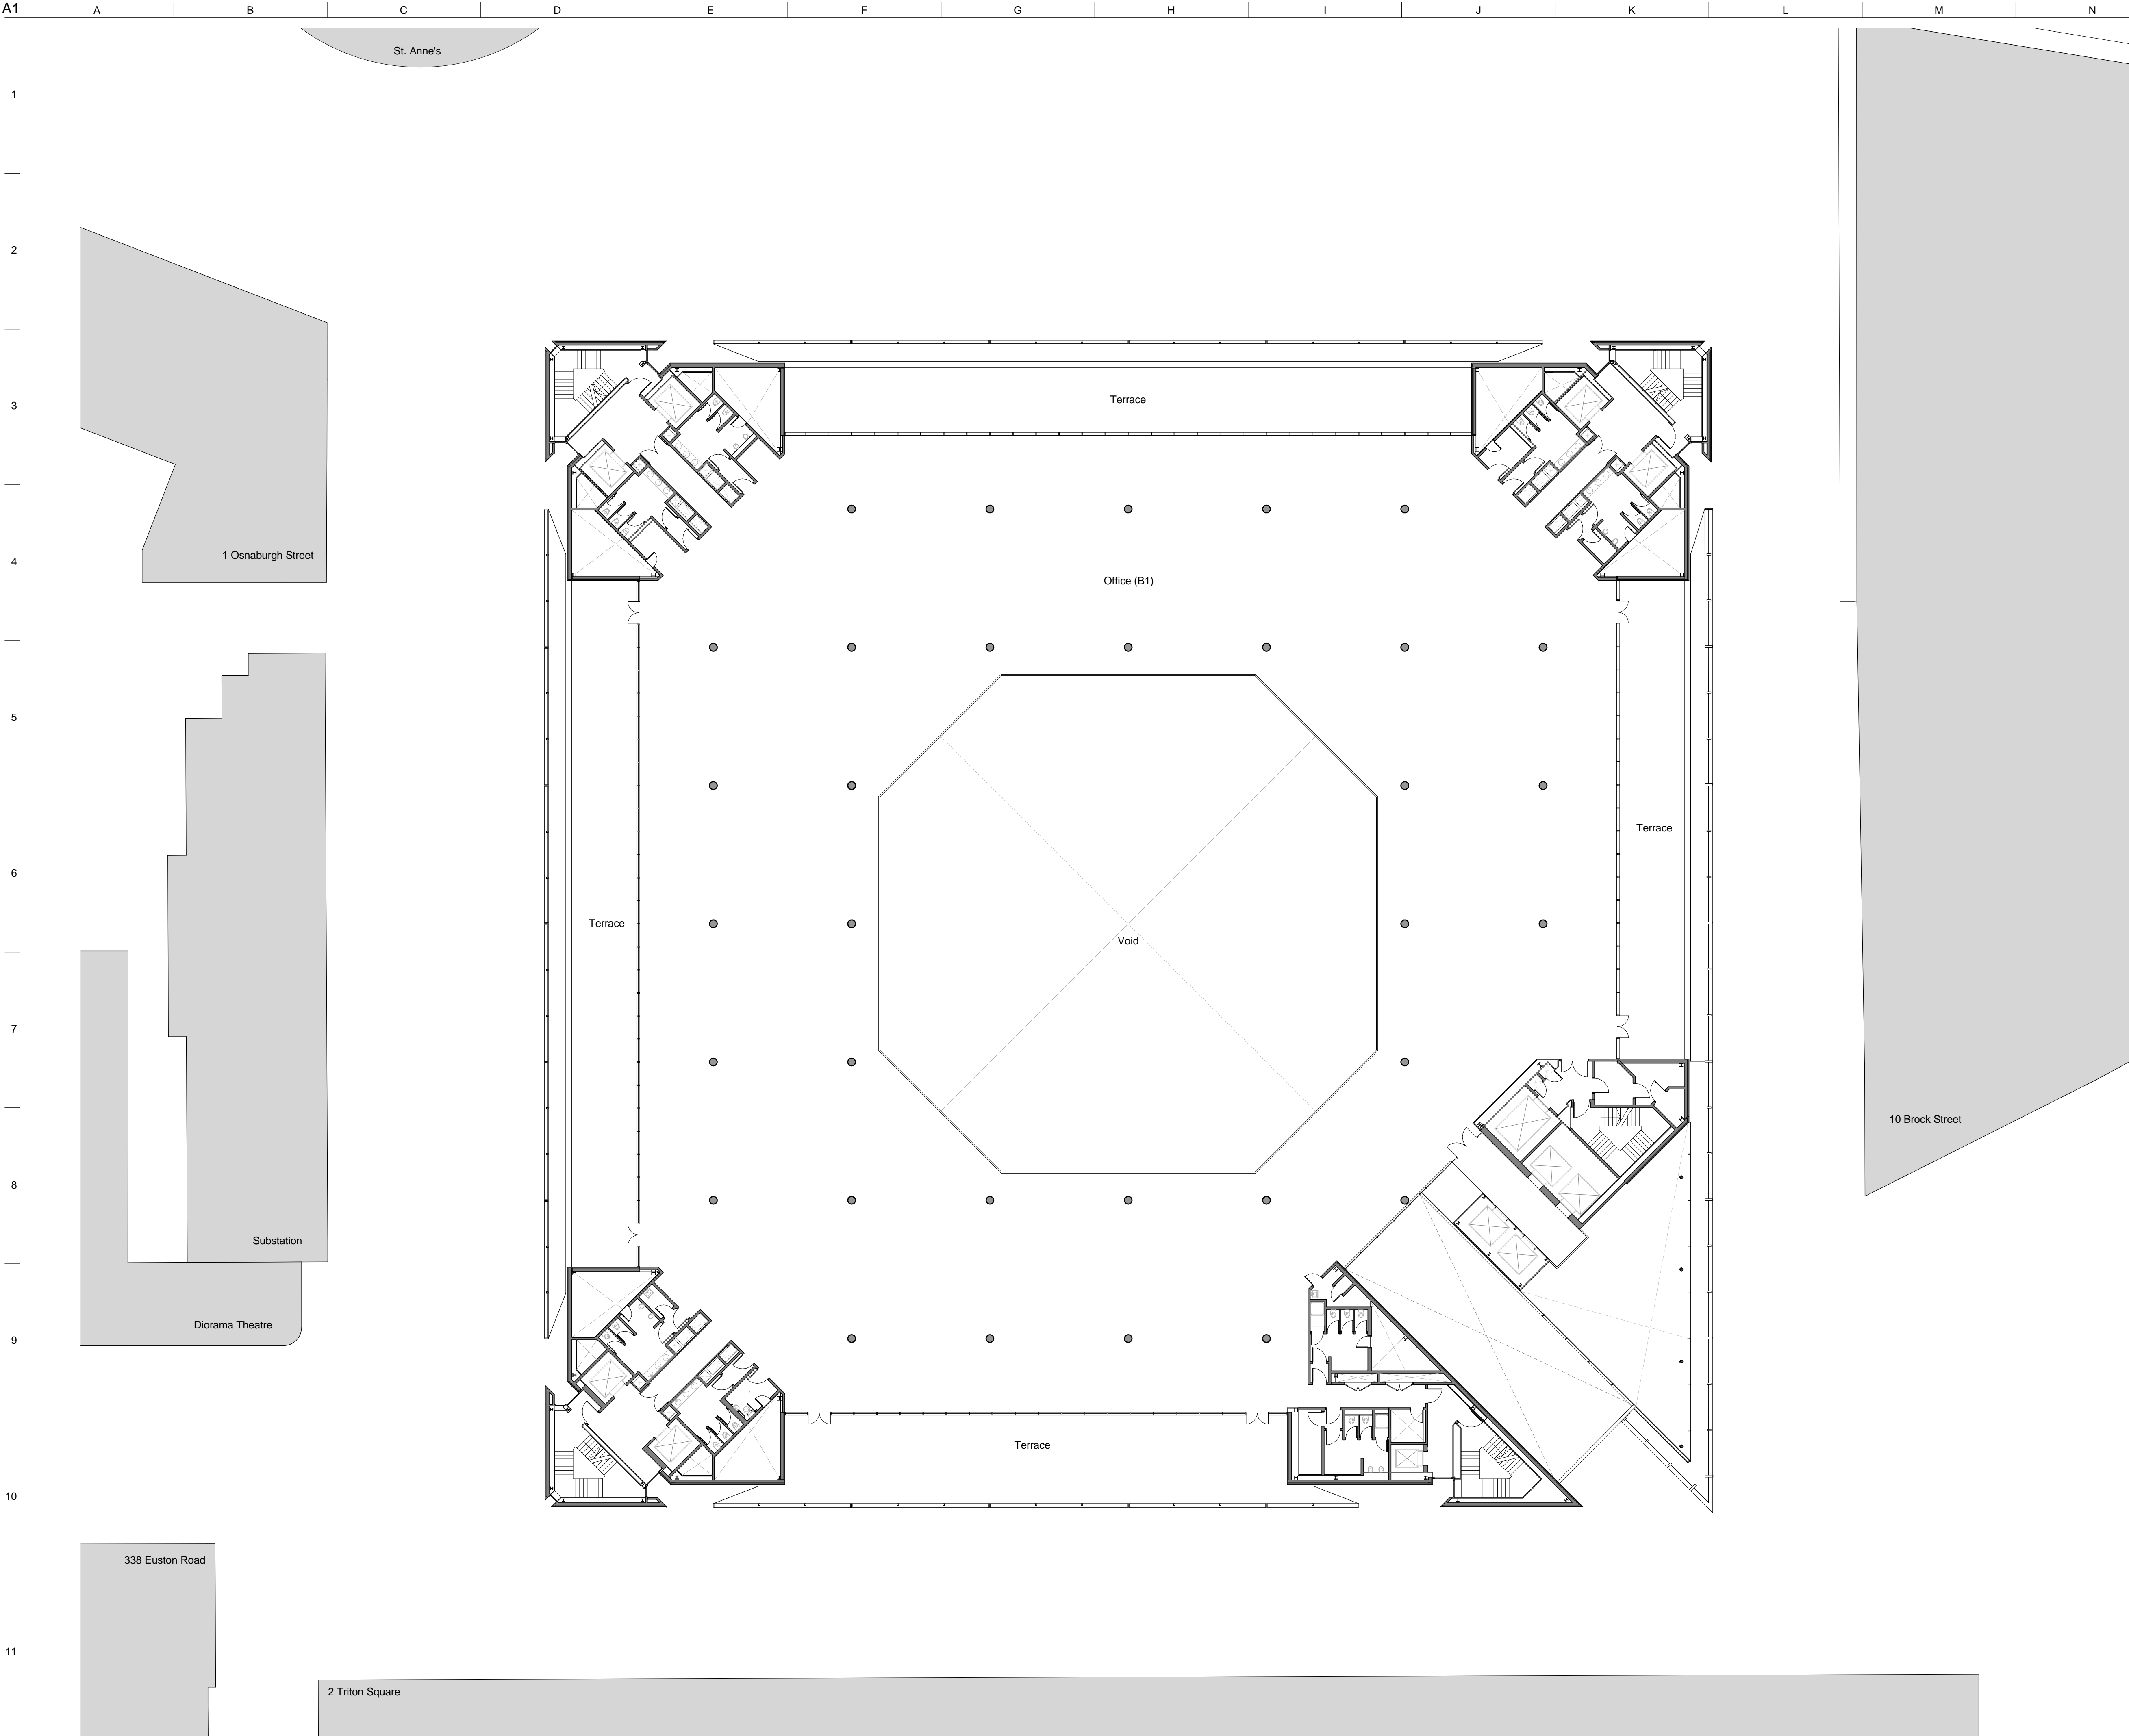 A1 A B C D E F G H I J K L M N
St. Anne's
1
2
3
Terrace
4
1 Osnaburgh Street
Office (B1)
5
Terrace
6
Terrace
Void
7
10 Brock Street
8
Substation
Diorama Theatre
9
Terrace
10
338 Euston Road
11
2 Triton Square